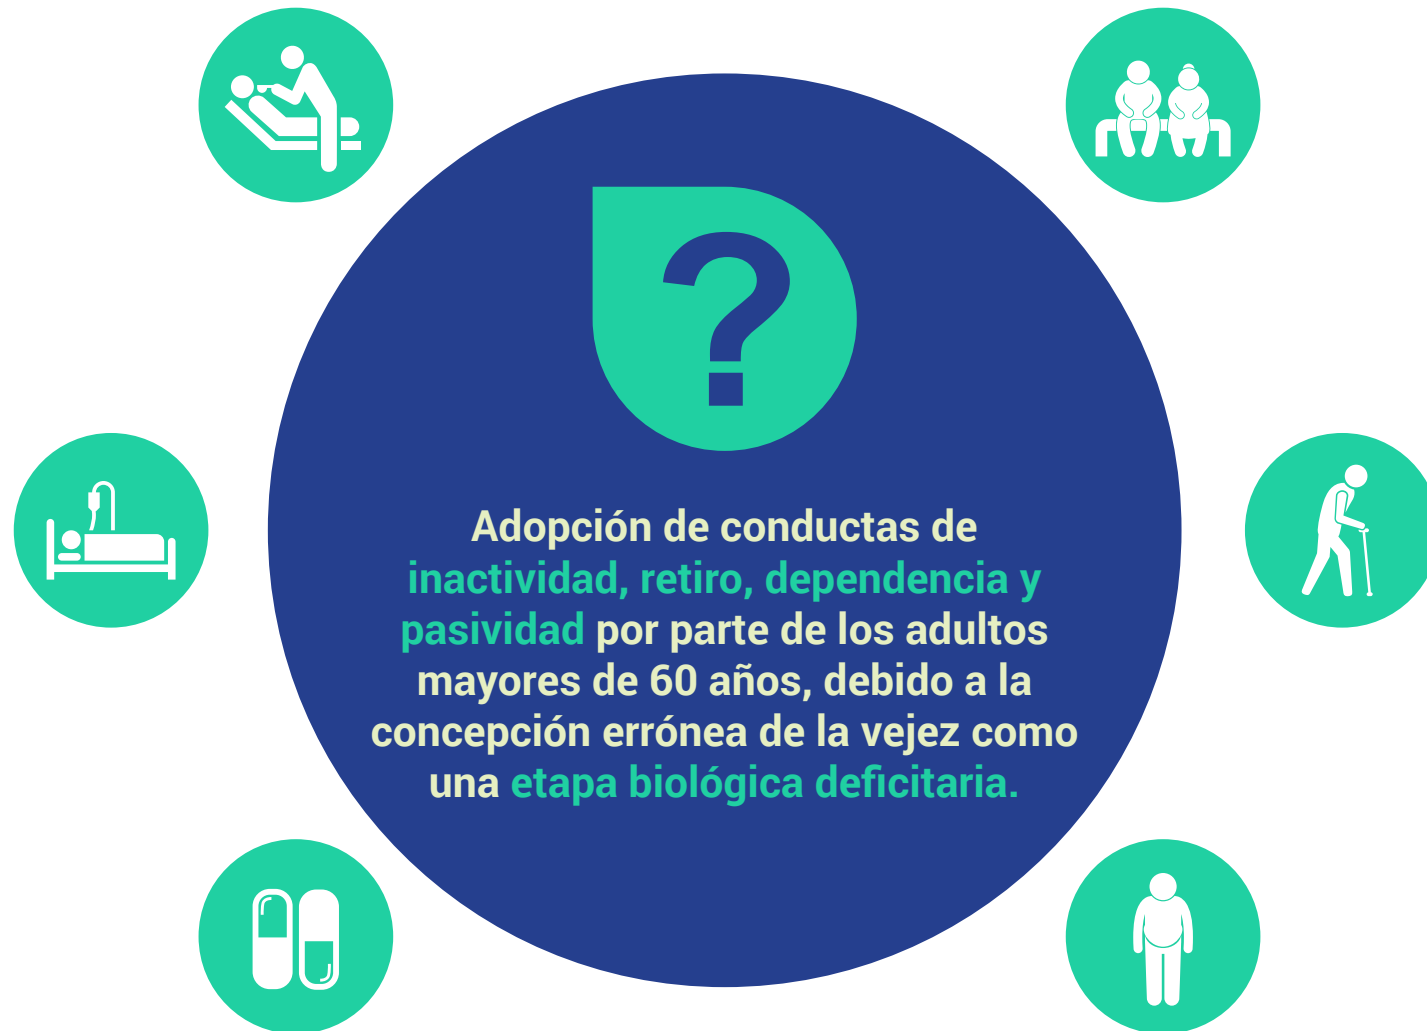 ?
Adopción de conductas de
inactividad, retiro, dependencia y
pasividad por parte de los adultos
mayores de 60 años, debido a la
concepción errónea de la vejez como
una etapa biológica deficitaria.